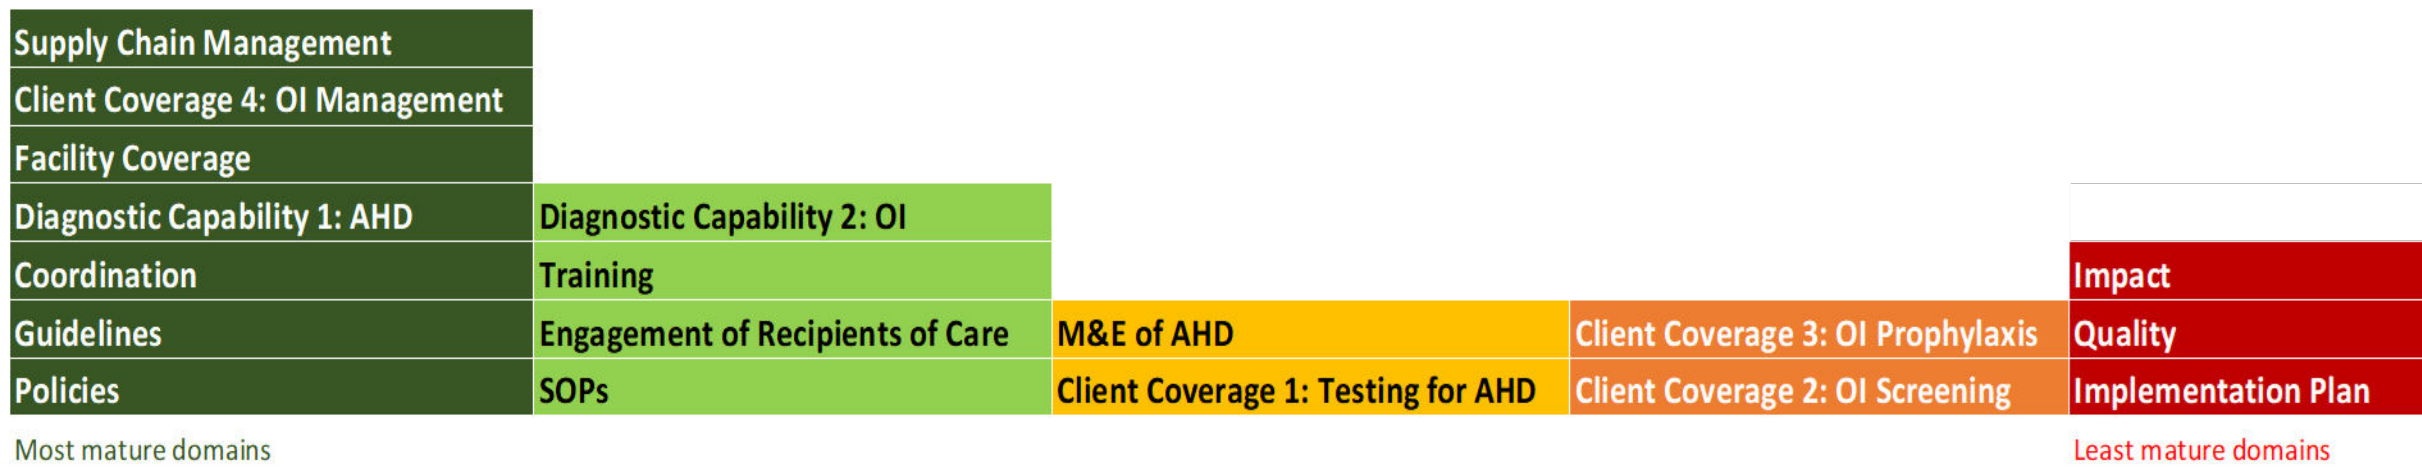 Supply Chain Management
Client Coverage 4: OI Management
Facility Coverage
Diagnostic Capability 1: AHD
Diagnostic Capability 2: OI
Coordination
Training
Impact
Guidelines
Engagement of Recipients of Care
M&E of AHD
Client Coverage 3: OI Prophylaxis
Quality
Policies
SOPs
Client Coverage 1: Testing for AHD
Client Coverage 2: OI Screening
Implementation Plan
Most mature domains
Least mature domains